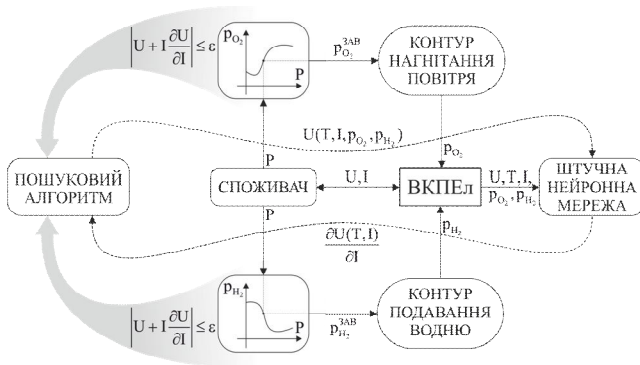 |U + I ∂U/∂I| ≤ ε
p_O₂
P
p_O₂^ЗАВ
КОНТУР
НАГНІТАННЯ
ПОВІТРЯ
U(T, I, p_O₂, p_H₂)
p_O₂
P
ПОШУКОВИЙ
АЛГОРИТМ
СПОЖИВАЧ
U, I
ВКПЕл
U, T, I,
p_O₂, p_H₂
ШТУЧНА
НЕЙРОННА
МЕРЕЖА
P
∂U(T, I)/∂I
p_H₂
|U + I ∂U/∂I| ≤ ε
p_H₂
P
p_H₂^ЗАВ
КОНТУР
ПОДАВАННЯ
ВОДНЮ